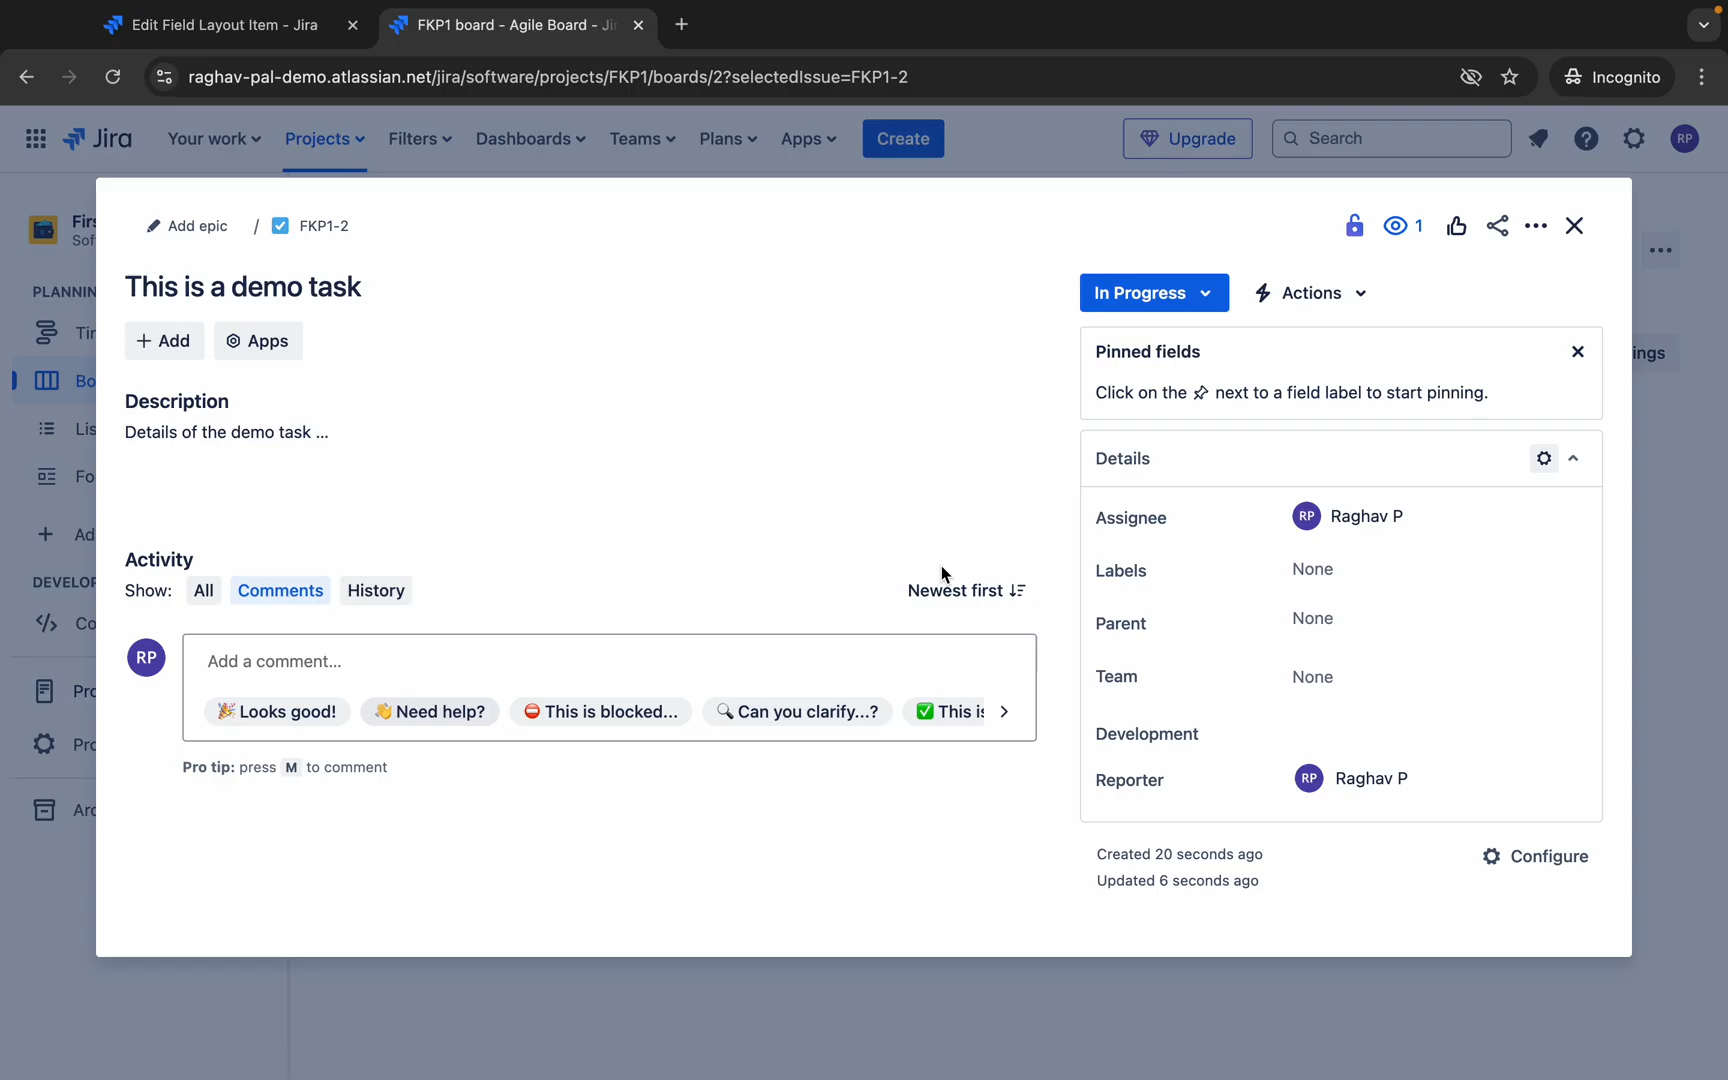 Edit Field Layout Item - Jira
FKP1 board - Agile Board - Ji
raghav-pal-demo.atlassian.net/jira/software/projects/FKP1/boards/2?selectedIssue=FKP1-2
Incognito
Jira
Your work
Projects
Filters
Dashboards
Teams
Plans
Apps
Create
Upgrade
Search
RP
Add epic / FKP1-2
1
This is a demo task
In Progress
Actions
+ Add
Apps
Pinned fields
Click on the next to a field label to start pinning.
Description
Details of the demo task ...
Details
Assignee
RP Raghav P
Labels
None
Parent
None
Team
None
Development
Reporter
RP Raghav P
Activity
Show: All Comments History
Newest first
RP
Add a comment...
🎉 Looks good!
👋 Need help?
⛔ This is blocked...
🔍 Can you clarify...?
✅ This i
Pro tip: press M to comment
Created 20 seconds ago
Updated 6 seconds ago
Configure
Firs
Sof
PLANNIN
Tir
Bo
Lis
Fo
Ad
DEVELOP
Co
Pro
Pro
Arc
ings